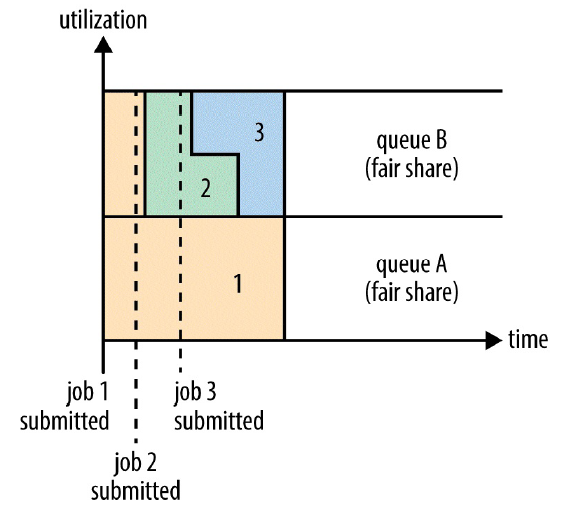 utilization
3
queue B
(fair share)
2
queue A
(fair share)
1
time
job 1
submitted
job 3
submitted
job 2
submitted